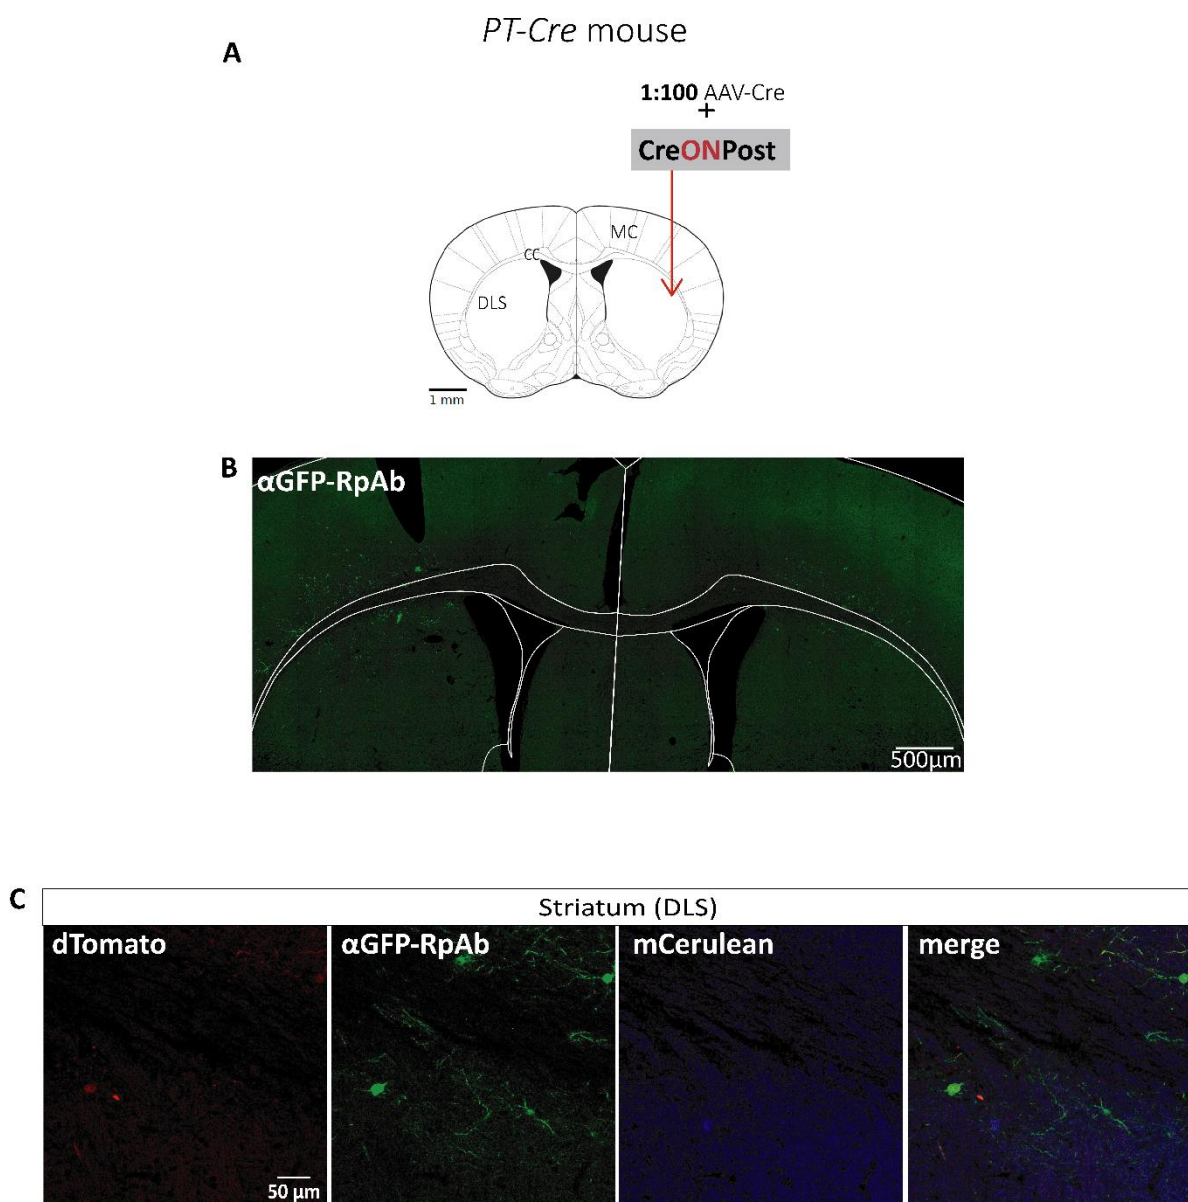 PT-Cre mouse
A
1:100 AAV-Cre
+
CreONPost
MC
CC
DLS
1 mm
B
αGFP-RpAb
500μm
C
Striatum (DLS)
dTomato
αGFP-RpAb
mCerulean
merge
50 μm